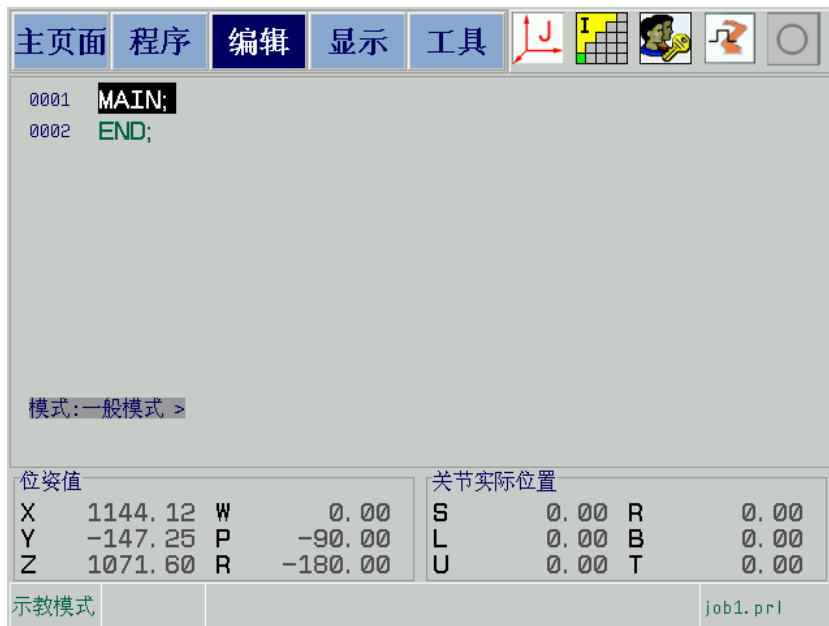 主页面 程序 编辑 显示 工具 J I
0001 MAIN;
0002 END;
模式:一般模式 >
位姿值 关节实际位置
X 1144.12 W 0.00 S 0.00 R 0.00
Y -147.25 P -90.00 L 0.00 B 0.00
Z 1071.60 R -180.00 U 0.00 T 0.00
示教模式 job1.prl